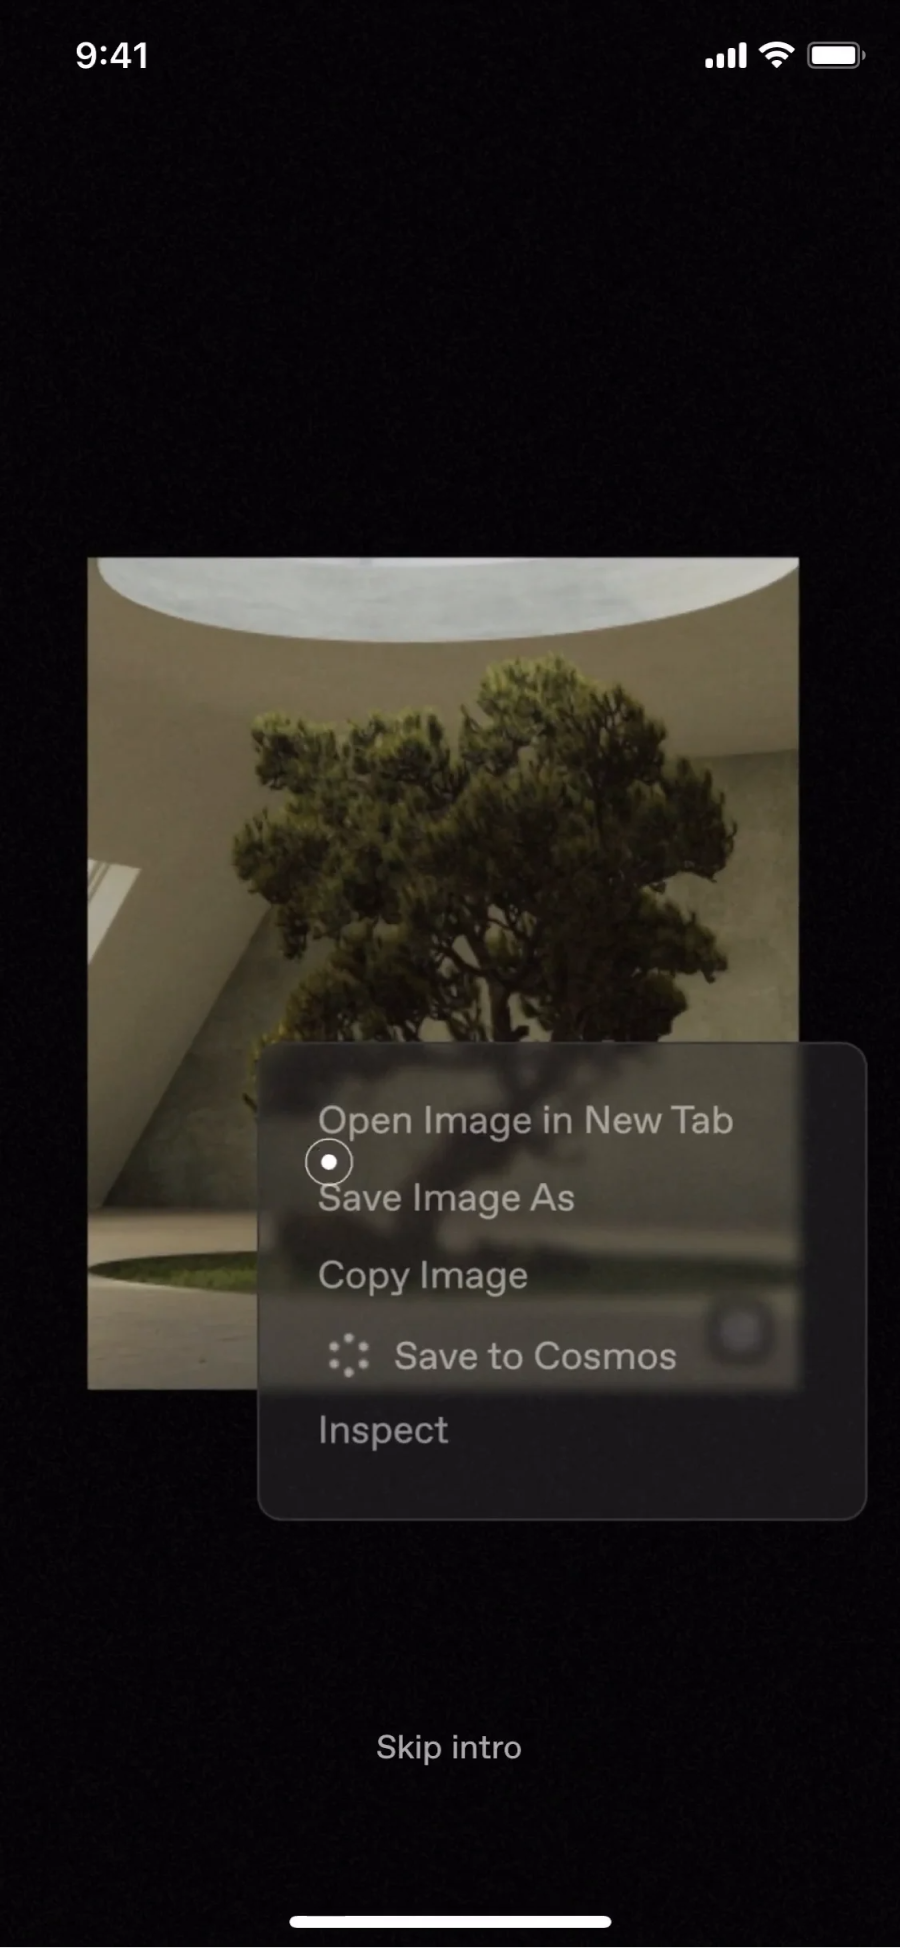 9:41
Open Image in New Tab
Save Image As
Copy Image
Save to Cosmos
Inspect
Skip intro